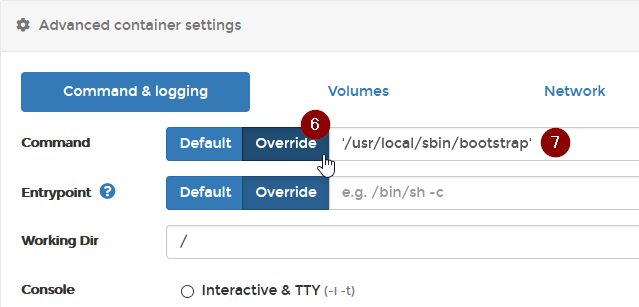 Advanced container settings
Command & logging Volumes Network
6
Command Default Override '/usr/local/sbin/bootstrap' 7
Entrypoint ? Default Override e.g. /bin/sh -c
Working Dir /
Console Interactive & TTY (-i -t)